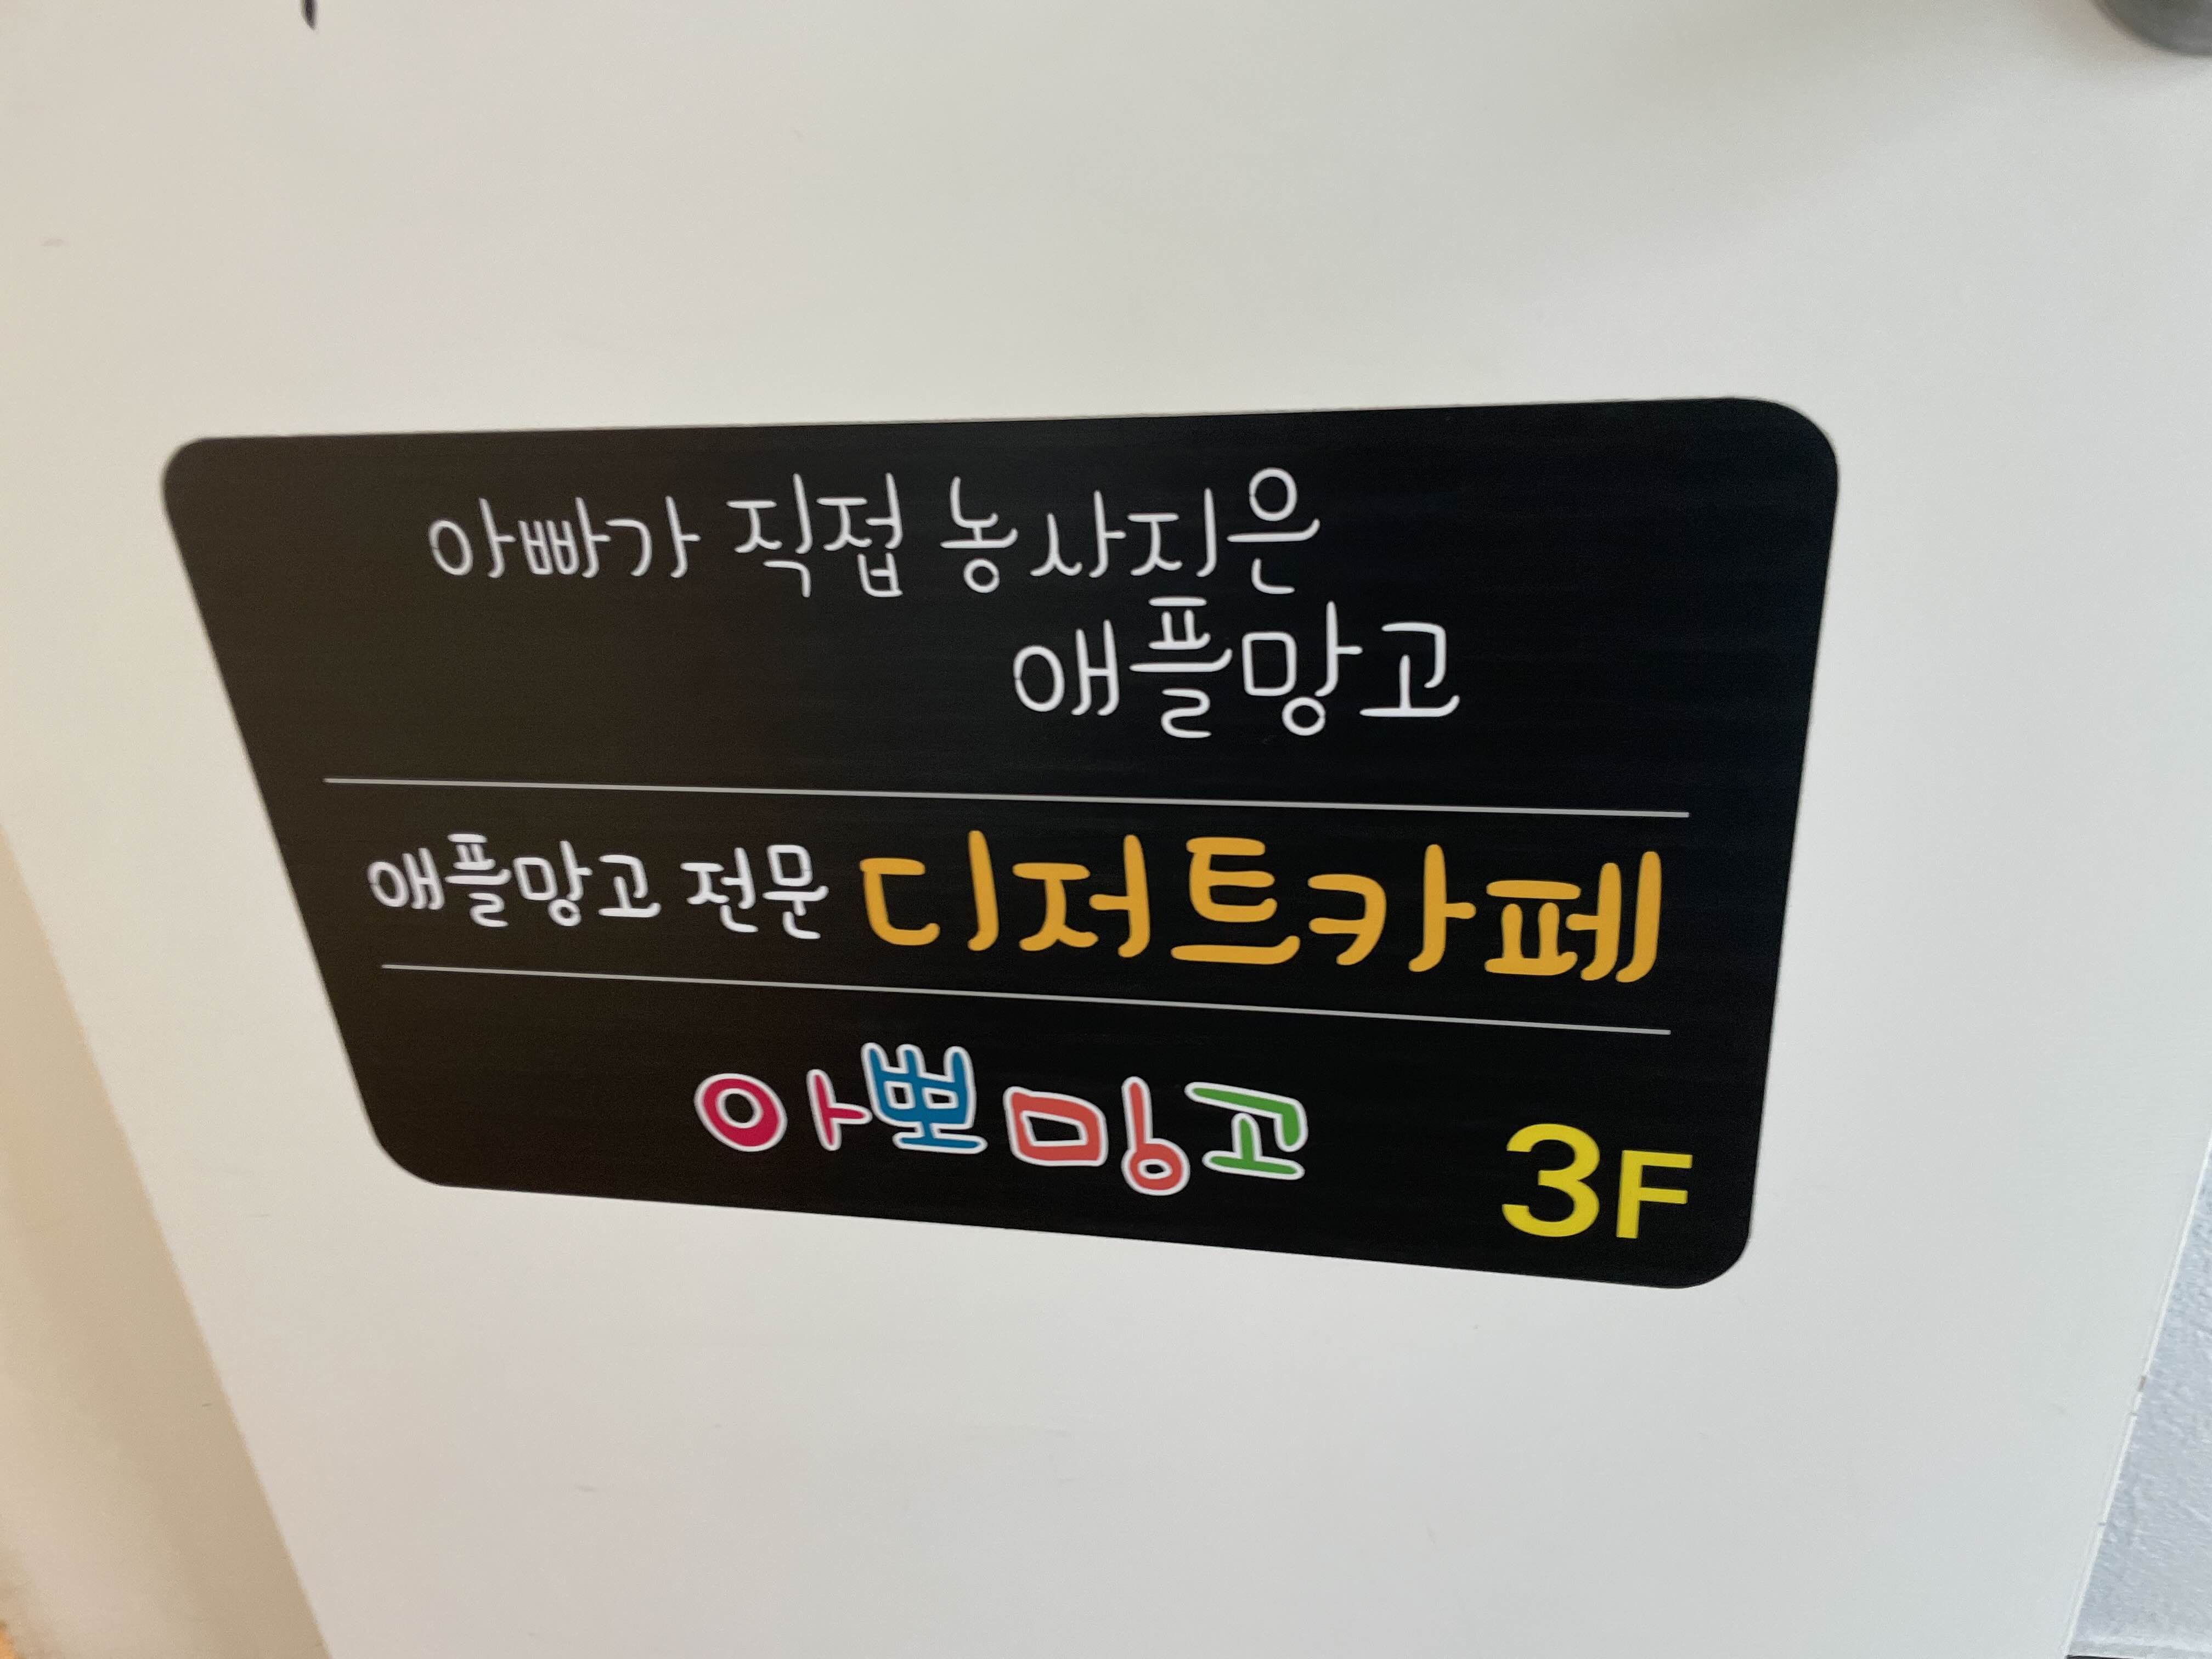 아빠가 직접 농사지은
애플망고
애플망고 전문 디저트카페
아뽀망고
3F